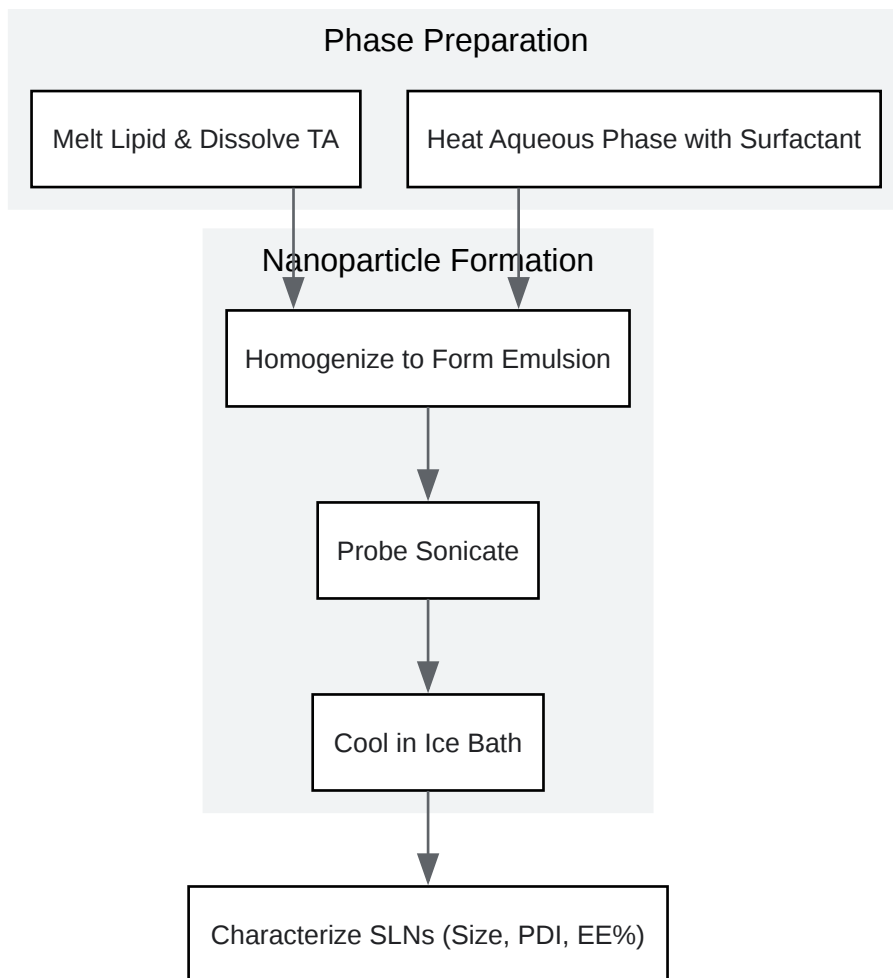 Phase Preparation
Melt Lipid & Dissolve TA
Heat Aqueous Phase with Surfactant
Nanoparticle Formation
Homogenize to Form Emulsion
Probe Sonicate
Cool in Ice Bath
Characterize SLNs (Size, PDI, EE%)